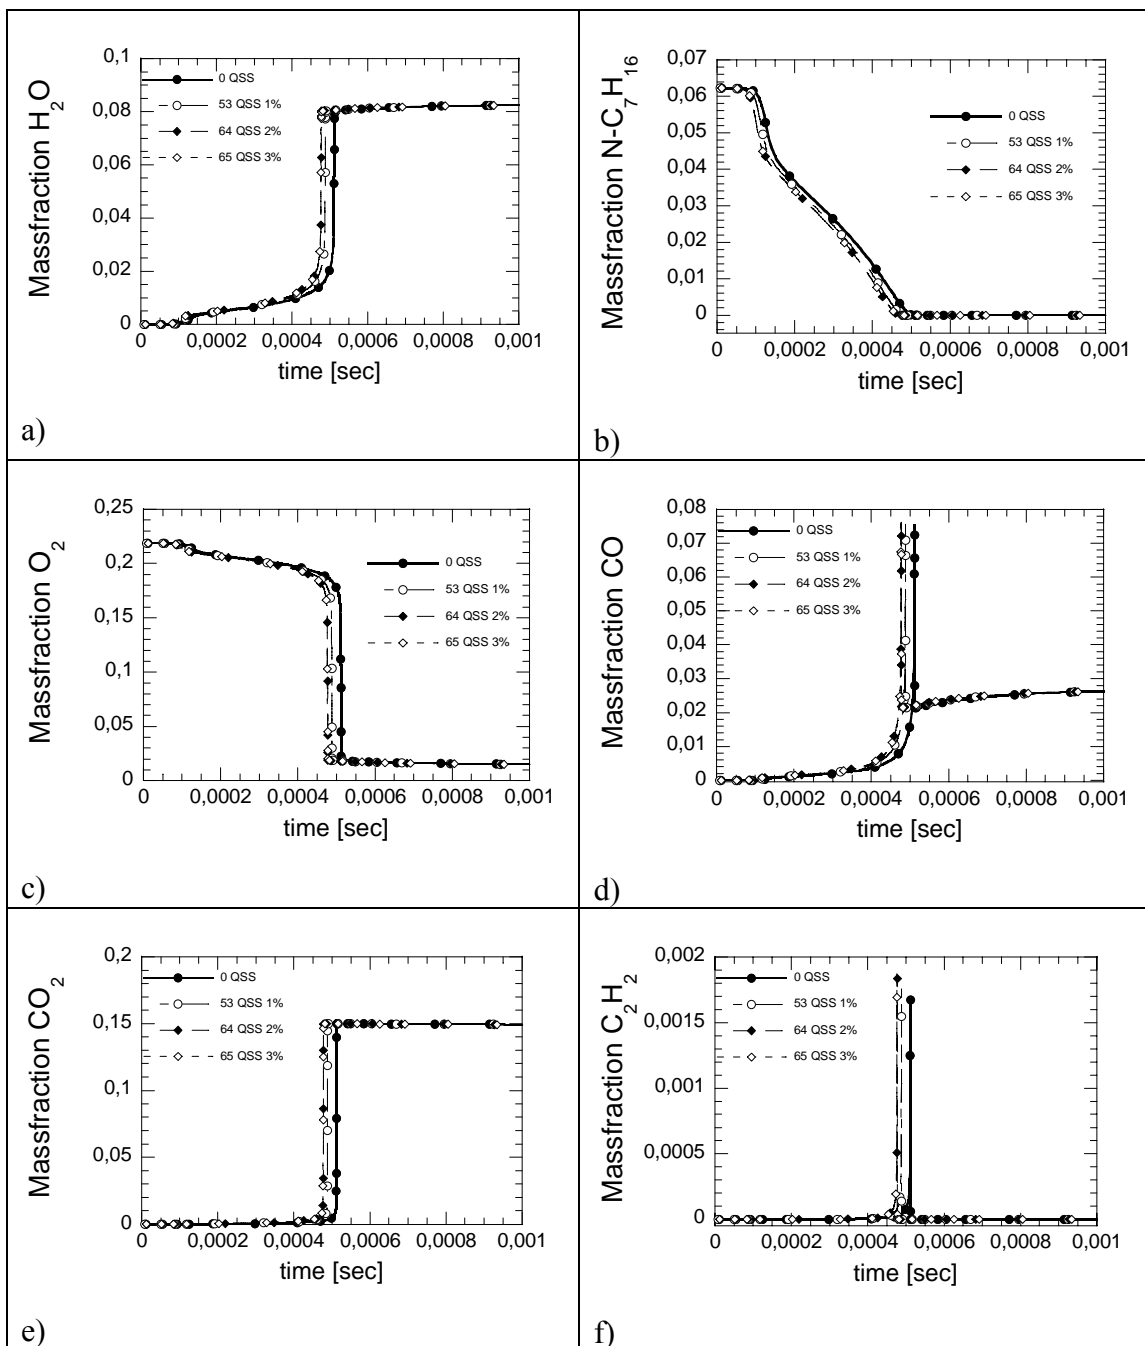 Massfraction H2O
0,1
0,08
0,06
0,04
0,02
0
0 QSS
53 QSS 1%
64 QSS 2%
65 QSS 3%
0 0,0002 0,0004 0,0006 0,0008 0,001
time [sec]
a)
Massfraction N-C7H16
0,07
0,06
0,05
0,04
0,03
0,02
0,01
0
0 QSS
53 QSS 1%
64 QSS 2%
65 QSS 3%
0 0,0002 0,0004 0,0006 0,0008 0,001
time [sec]
b)
Massfraction O2
0,25
0,2
0,15
0,1
0,05
0
0 QSS
53 QSS 1%
64 QSS 2%
65 QSS 3%
0 0,0002 0,0004 0,0006 0,0008 0,001
time [sec]
c)
Massfraction CO
0,08
0,07
0,06
0,05
0,04
0,03
0,02
0,01
0
0 QSS
53 QSS 1%
64 QSS 2%
65 QSS 3%
0 0,0002 0,0004 0,0006 0,0008 0,001
time [sec]
d)
Massfraction CO2
0,2
0,15
0,1
0,05
0
0 QSS
53 QSS 1%
64 QSS 2%
65 QSS 3%
0 0,0002 0,0004 0,0006 0,0008 0,001
time [sec]
e)
Massfraction C2H2
0,002
0,0015
0,001
0,0005
0
0 QSS
53 QSS 1%
64 QSS 2%
65 QSS 3%
0 0,0002 0,0004 0,0006 0,0008 0,001
time [sec]
f)